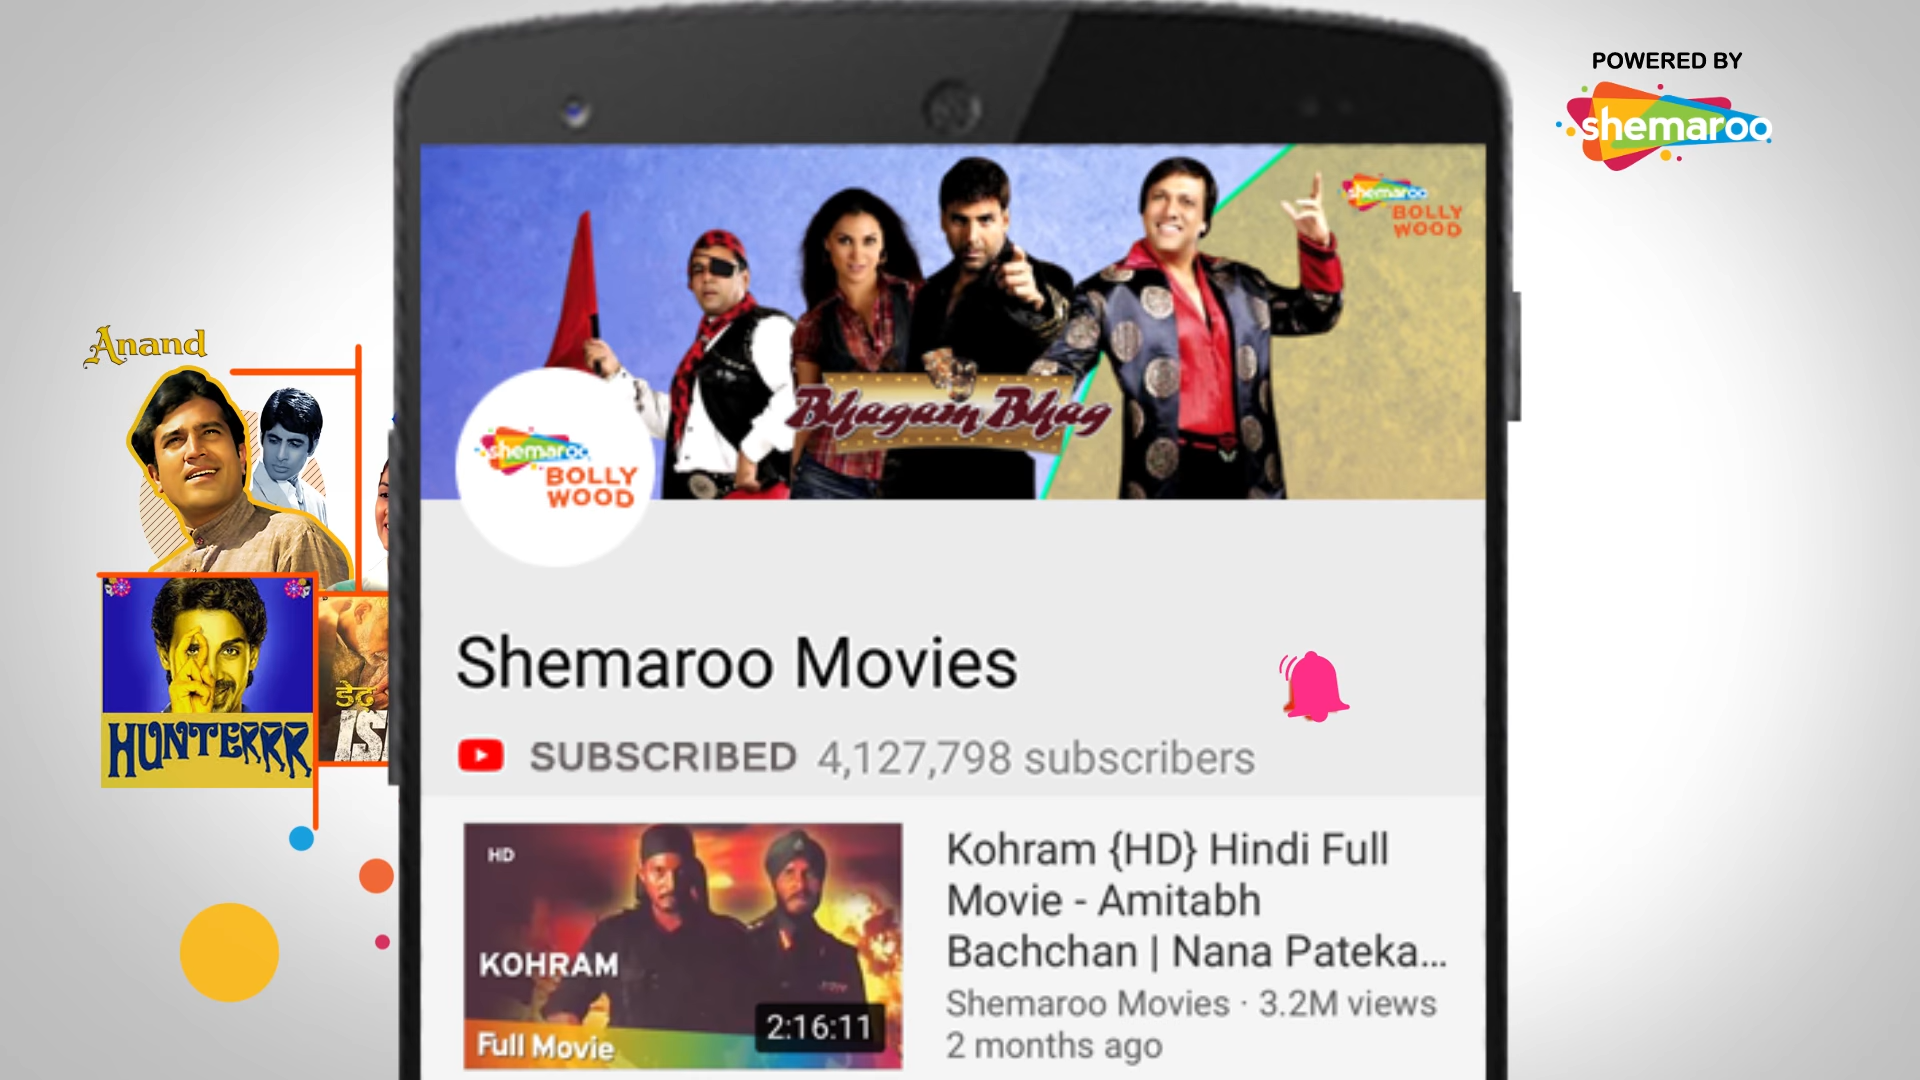 POWERED BY
shemaroo
shemaroo
BOLLY
WOOD
Bhagam Bhag
shemaroo
BOLLY
WOOD
Anand
HUNTERRR
डेढ़
Shemaroo Movies
SUBSCRIBED 4,127,798 subscribers
HD
KOHRAM
2:16:11
Full Movie
Kohram {HD} Hindi Full
Movie - Amitabh
Bachchan | Nana Pateka...
Shemaroo Movies · 3.2M views
2 months ago